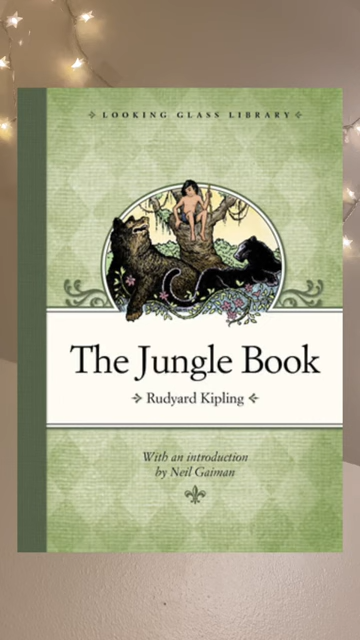 LOOKING GLASS LIBRARY
The Jungle Book
Rudyard Kipling
With an introduction
by Neil Gaiman